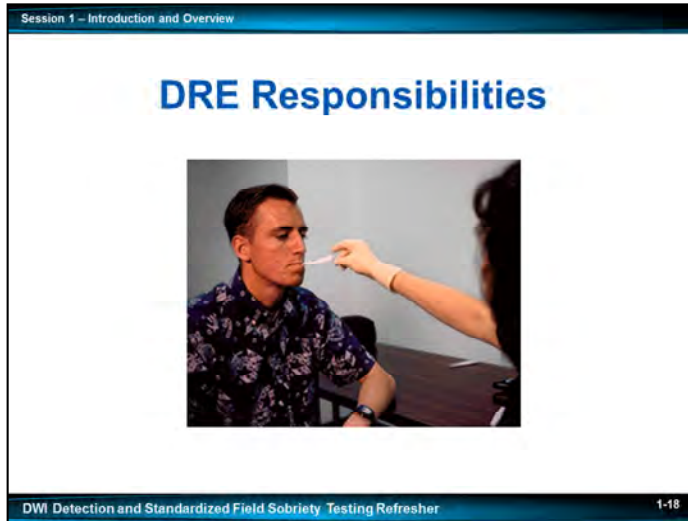 Session 1 – Introduction and Overview
DRE Responsibilities
DWI Detection and Standardized Field Sobriety Testing Refresher
1-18